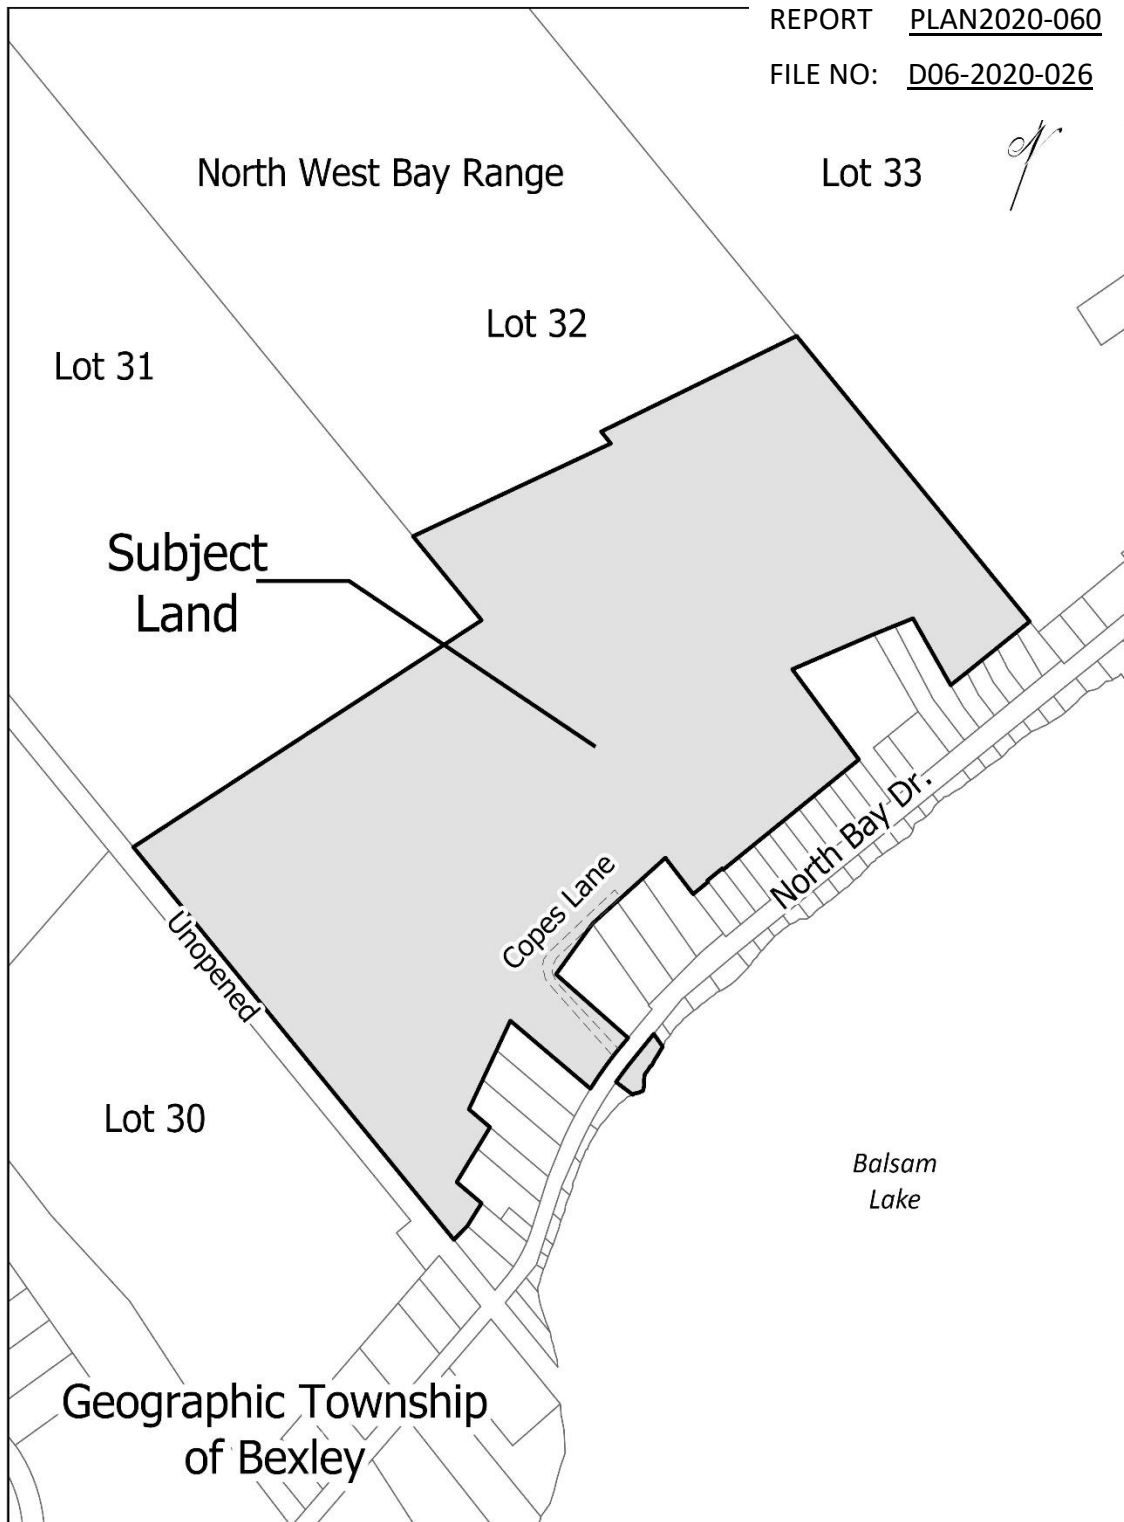 REPORT PLAN2020-060
FILE NO: D06-2020-026
North West Bay Range
Lot 33
Lot 32
Lot 31
Subject
Land
Copes Lane
North Bay Dr.
Unopened
Lot 30
Balsam
Lake
Geographic Township
of Bexley